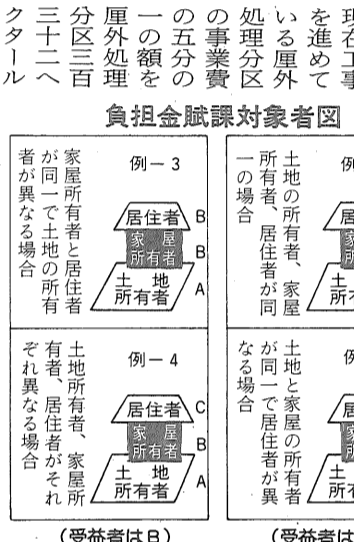 現在工事
を進めて
いる厘外
処理分区
の事業費
の五分の
一の額を
厘外処理
分区三百
三十二へ
クタール
負担金賦課対象者図
土地の所有者、家屋
所有者、居住者が同
一の場合
例－3
居住者 B
家屋
所有者 B
土地
所有者 A
家屋所有者と居住者
が同一で土地の所有
者が異なる場合
土地と家屋の所有者
が同一で居住者が異
なる場合
例－4
居住者 C
家屋
所有者 B
土地
所有者 A
土地所有者、家屋所
有者、居住者がそれ
ぞれ異なる場合
(受益者は
(受益者はB)